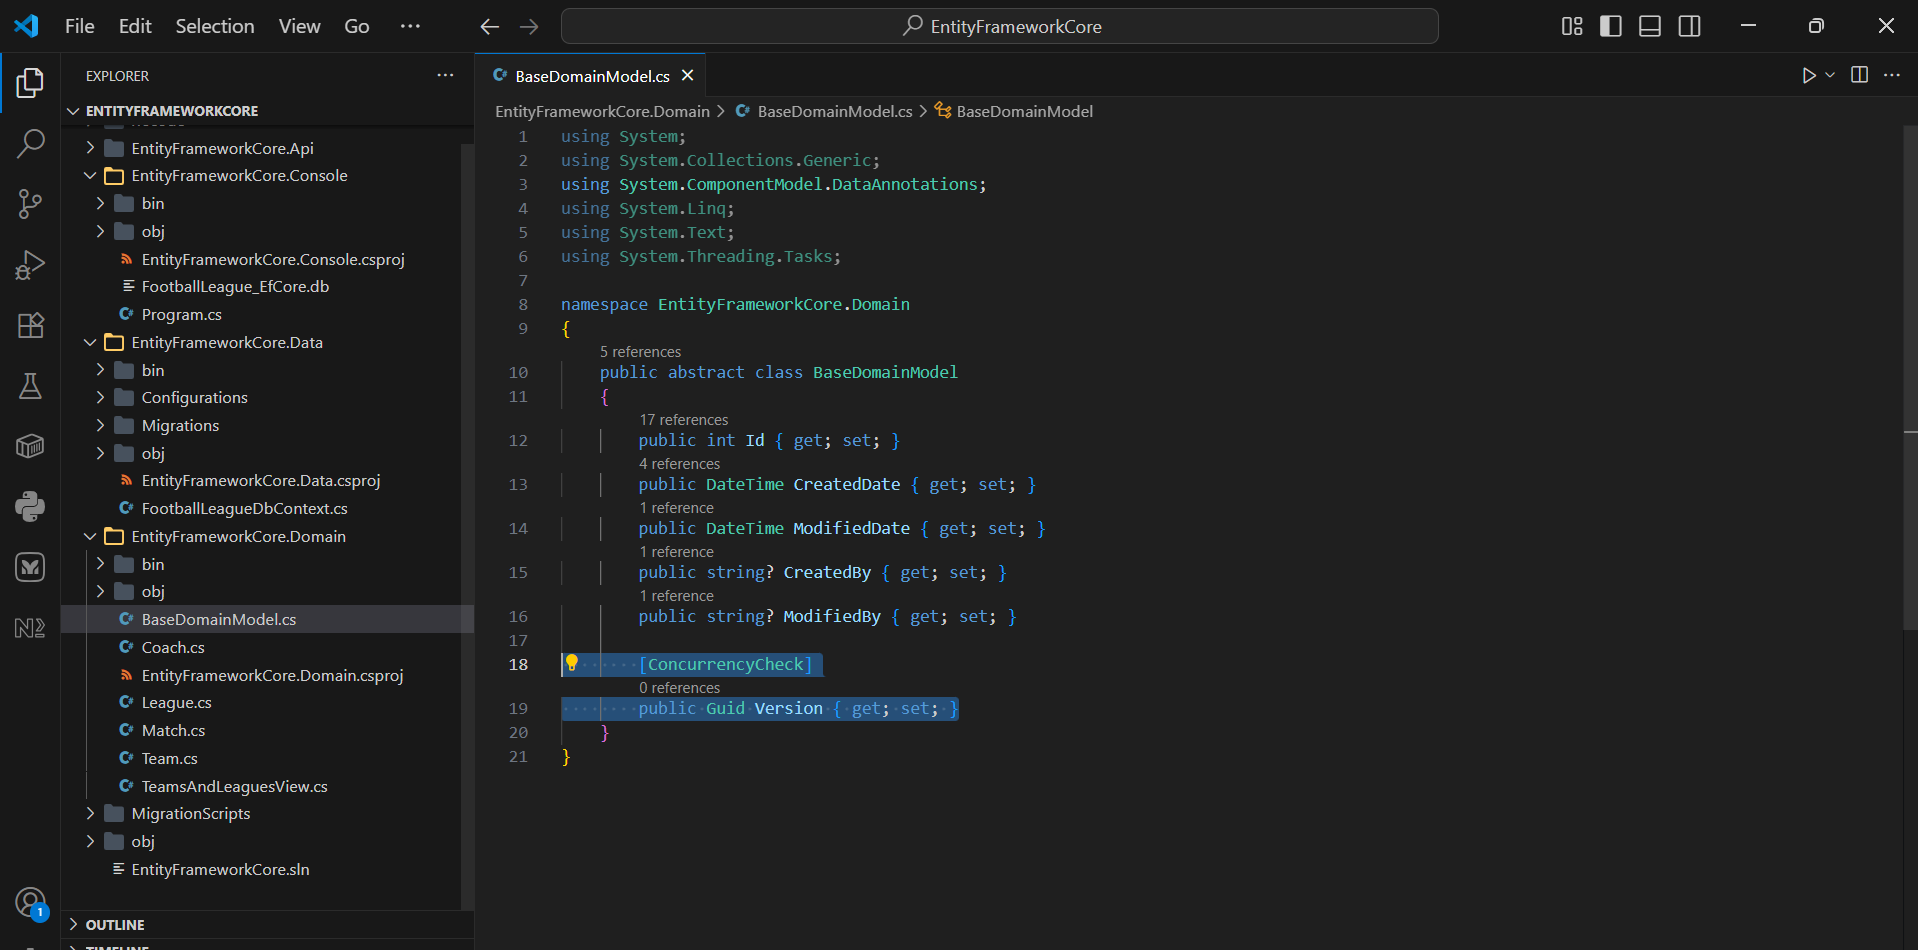 File Edit Selection View Go ··· EntityFrameworkCore
EXPLORER ···
ENTITYFRAMEWORKCORE
EntityFrameworkCore.Api
EntityFrameworkCore.Console
bin
obj
EntityFrameworkCore.Console.csproj
FootballLeague_EfCore.db
C# Program.cs
EntityFrameworkCore.Data
bin
Configurations
Migrations
obj
EntityFrameworkCore.Data.csproj
C# FootballLeagueDbContext.cs
EntityFrameworkCore.Domain
bin
obj
C# BaseDomainModel.cs
C# Coach.cs
EntityFrameworkCore.Domain.csproj
C# League.cs
C# Match.cs
C# Team.cs
C# TeamsAndLeaguesView.cs
MigrationScripts
obj
EntityFrameworkCore.sln
1
OUTLINE
TIMELINE
C# BaseDomainModel.cs
EntityFrameworkCore.Domain > C# BaseDomainModel.cs > BaseDomainModel
1 using System;
2 using System.Collections.Generic;
3 using System.ComponentModel.DataAnnotations;
4 using System.Linq;
5 using System.Text;
6 using System.Threading.Tasks;
7
8 namespace EntityFrameworkCore.Domain
9 {
5 references
10 public abstract class BaseDomainModel
11 {
17 references
12 public int Id { get; set; }
4 references
13 public DateTime CreatedDate { get; set; }
1 reference
14 public DateTime ModifiedDate { get; set; }
1 reference
15 public string? CreatedBy { get; set; }
1 reference
16 public string? ModifiedBy { get; set; }
17
18 [ConcurrencyCheck]
0 references
19 public Guid Version { get; set; }
20 }
21 }